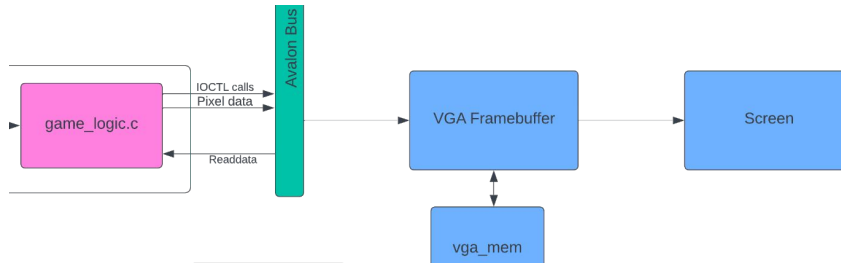 Avalon Bus
IOCTL calls
Pixel data
game_logic.c
VGA Framebuffer
Screen
Readdata
vga_mem